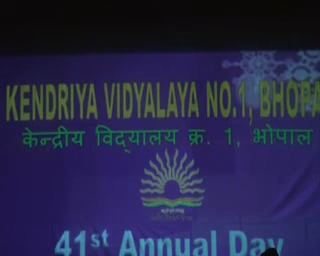 KENDRIYA VIDYALAYA NO.1, BHOPA
केन्द्रीय विद्यालय क्र. 1, भोपाल
41st Annual Day